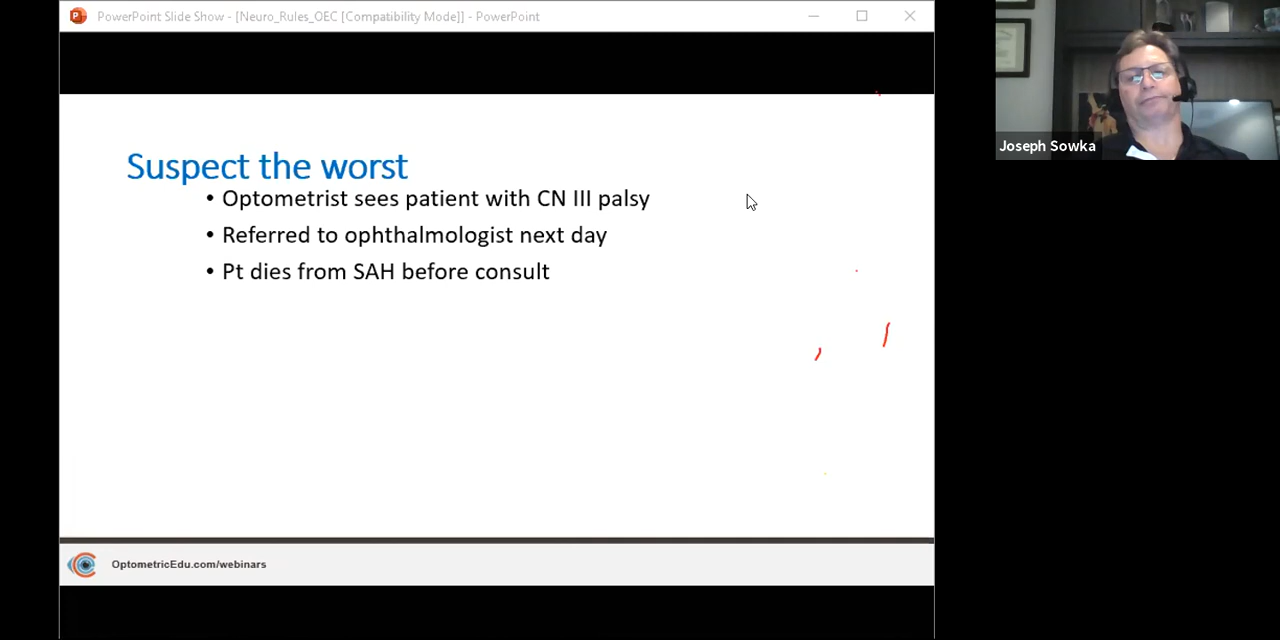 PowerPoint Slide Show - [Neuro_Rules_OEC [Compatibility Mode]] - PowerPoint
Suspect the worst
• Optometrist sees patient with CN III palsy
• Referred to ophthalmologist next day
• Pt dies from SAH before consult
OptometricEdu.com/webinars
Joseph Sowka